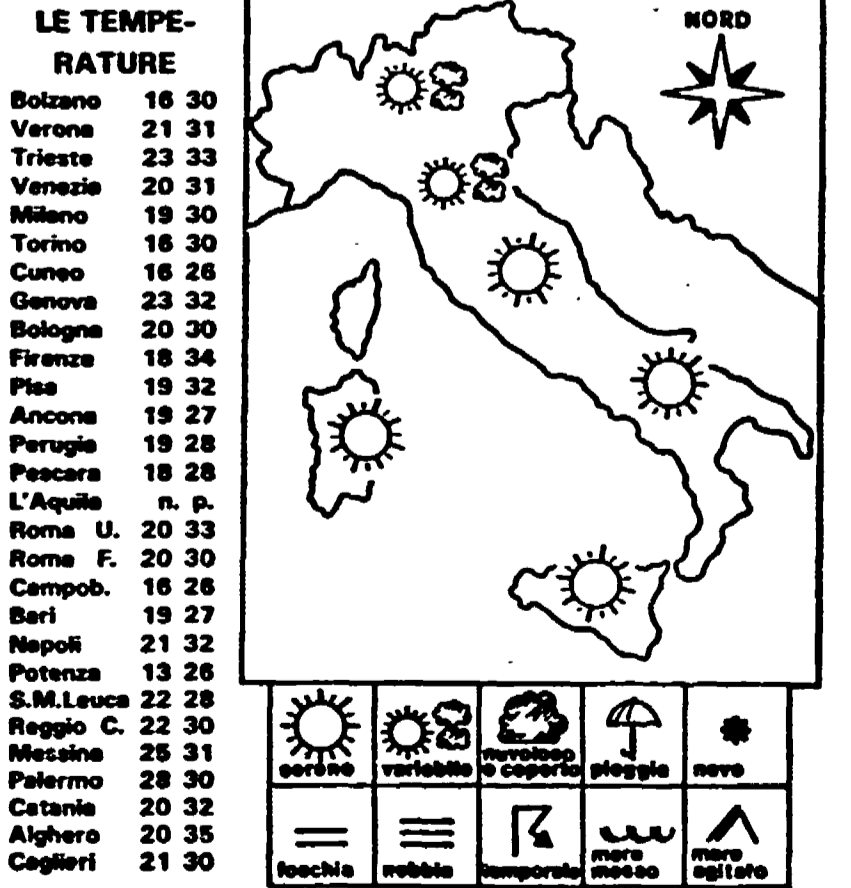 LE TEMPE-
RATURE
Bolzano 16 30
Verona 21 31
Trieste 23 33
Venezia 20 31
Milano 19 30
Torino 16 30
Cuneo 16 26
Genova 23 32
Bologna 20 30
Firenze 18 34
Pisa 19 32
Ancona 19 27
Perugia 19 28
Pescara 18 28
L'Aquila n. p.
Roma U. 20 33
Roma F. 20 30
Campob. 16 26
Bari 19 27
Napoli 21 32
Potenza 13 26
S.M.Leuca 22 28
Reggio C. 22 30
Messina 25 31
Palermo 28 30
Catania 20 32
Alghero 20 35
Cagliari 21 30
NORD
sereno
variabile
nuvoloso
o coperto
pioggia
neve
foschia
nebbia
temporale
mare
mosso
mare
agitato